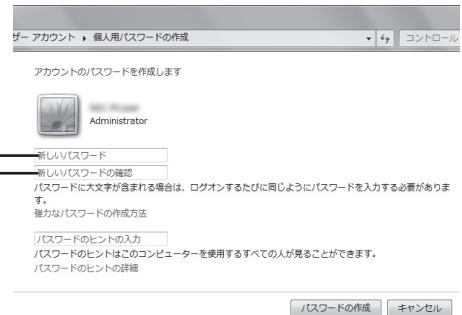 ザー アカウント ▸ 個人用パスワードの作成
コントロール
アカウントのパスワードを作成します
Administrator
新しいパスワード
新しいパスワードの確認
パスワードに大文字が含まれる場合は、ログオンするたびに同じようにパスワードを入力する必要がありま
す。
強力なパスワードの作成方法
パスワードのヒントの入力
パスワードのヒントはこのコンピューターを使用するすべての人が見ることができます。
パスワードのヒントの詳細
パスワードの作成
キャンセル